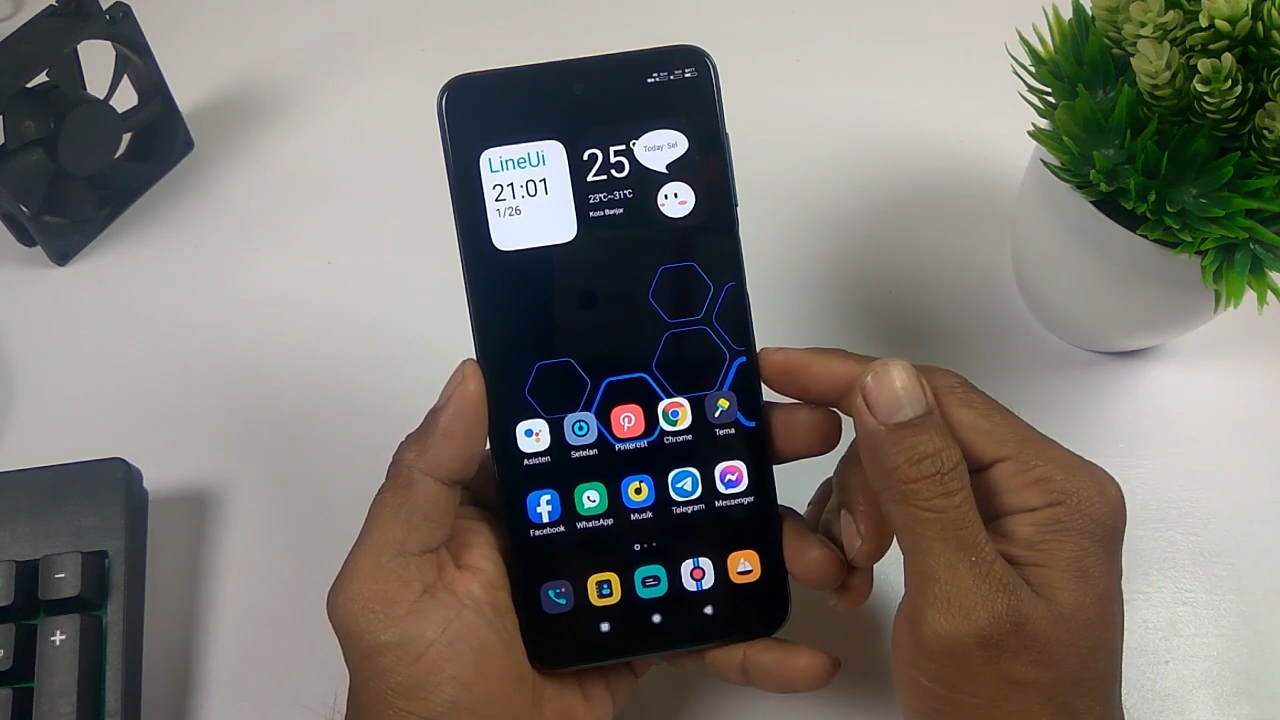 LineUi
21:01
1/26
25°
23℃~31℃
Kota Banjar
Today: Sel
Asisten
Setelan
Pinterest
Chrome
Tema
Facebook
WhatsApp
Musik
Telegram
Messenger
-
+